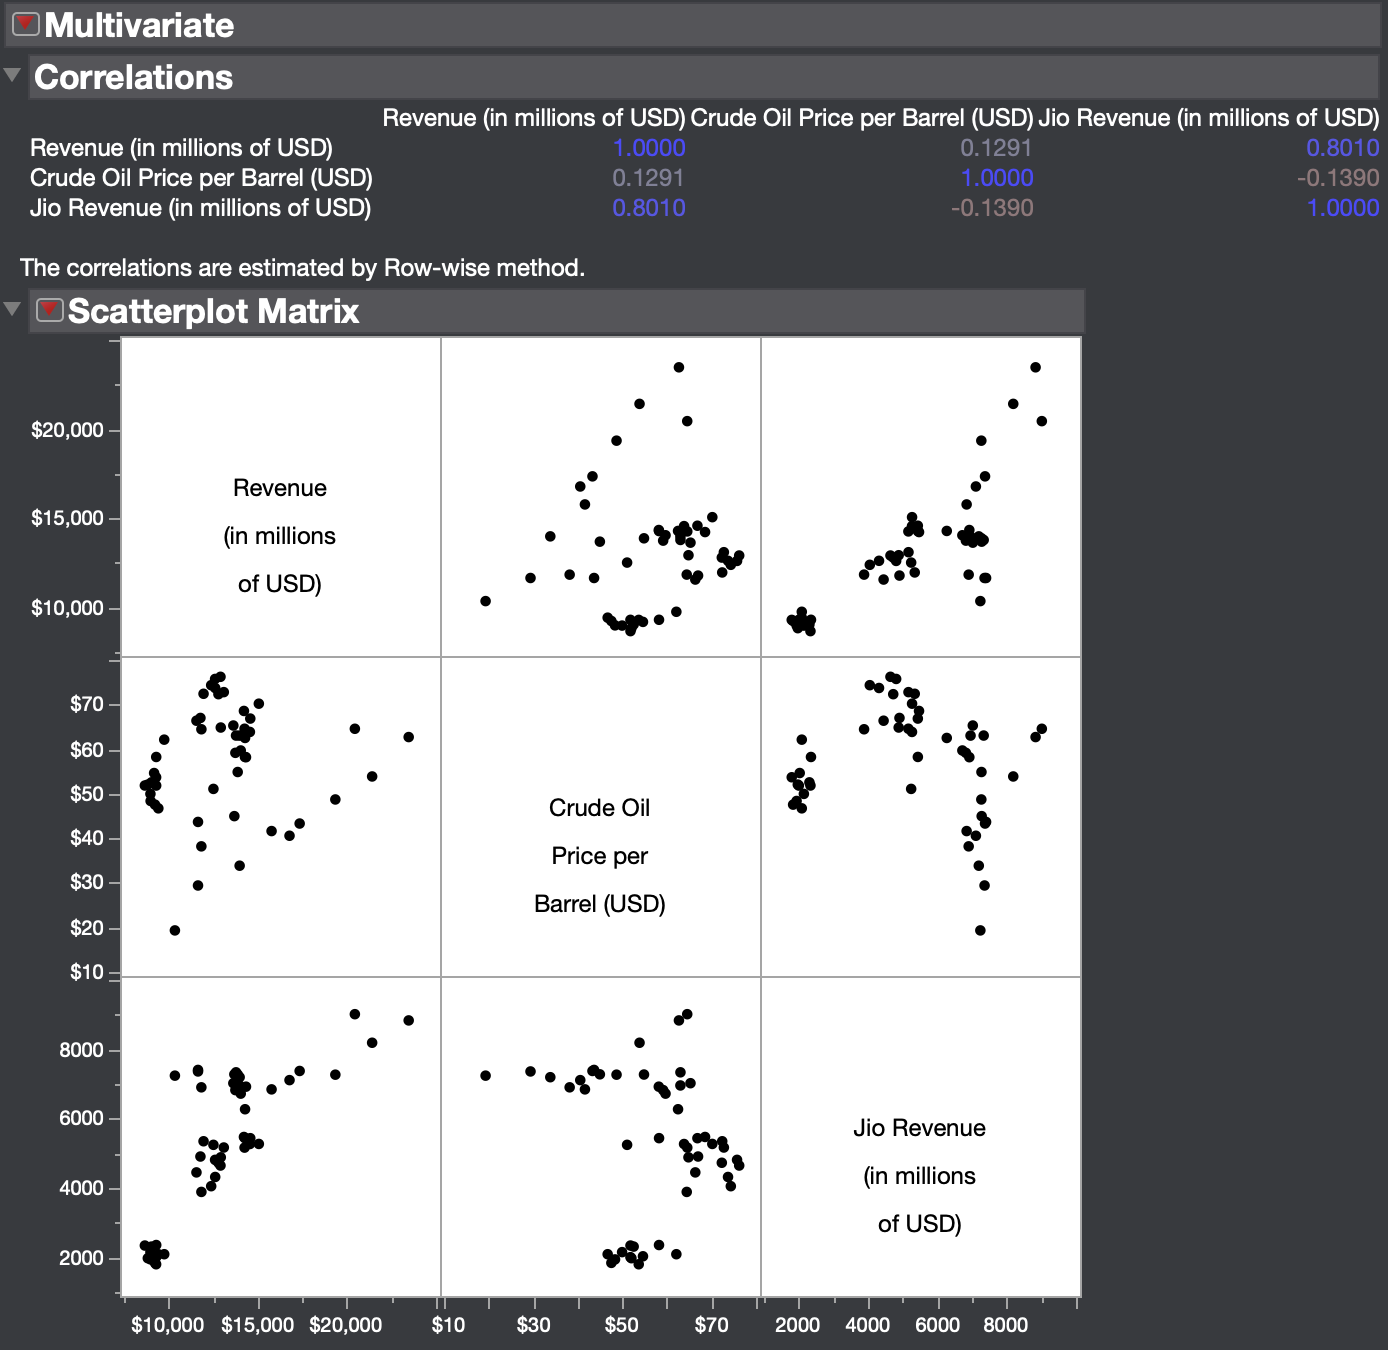 Multivariate
Correlations
Revenue (in millions of USD) Crude Oil Price per Barrel (USD) Jio Revenue (in millions of USD)
Revenue (in millions of USD) 1.0000 0.1291 0.8010
Crude Oil Price per Barrel (USD) 0.1291 1.0000 -0.1390
Jio Revenue (in millions of USD) 0.8010 -0.1390 1.0000
The correlations are estimated by Row-wise method.
Scatterplot Matrix
$20,000
$15,000
$10,000
Revenue
(in millions
of USD)
$70
$60
$50
$40
$30
$20
$10
Crude Oil
Price per
Barrel (USD)
8000
6000
4000
2000
Jio Revenue
(in millions
of USD)
$10,000 $15,000 $20,000 $10 $30 $50 $70 2000 4000 6000 8000